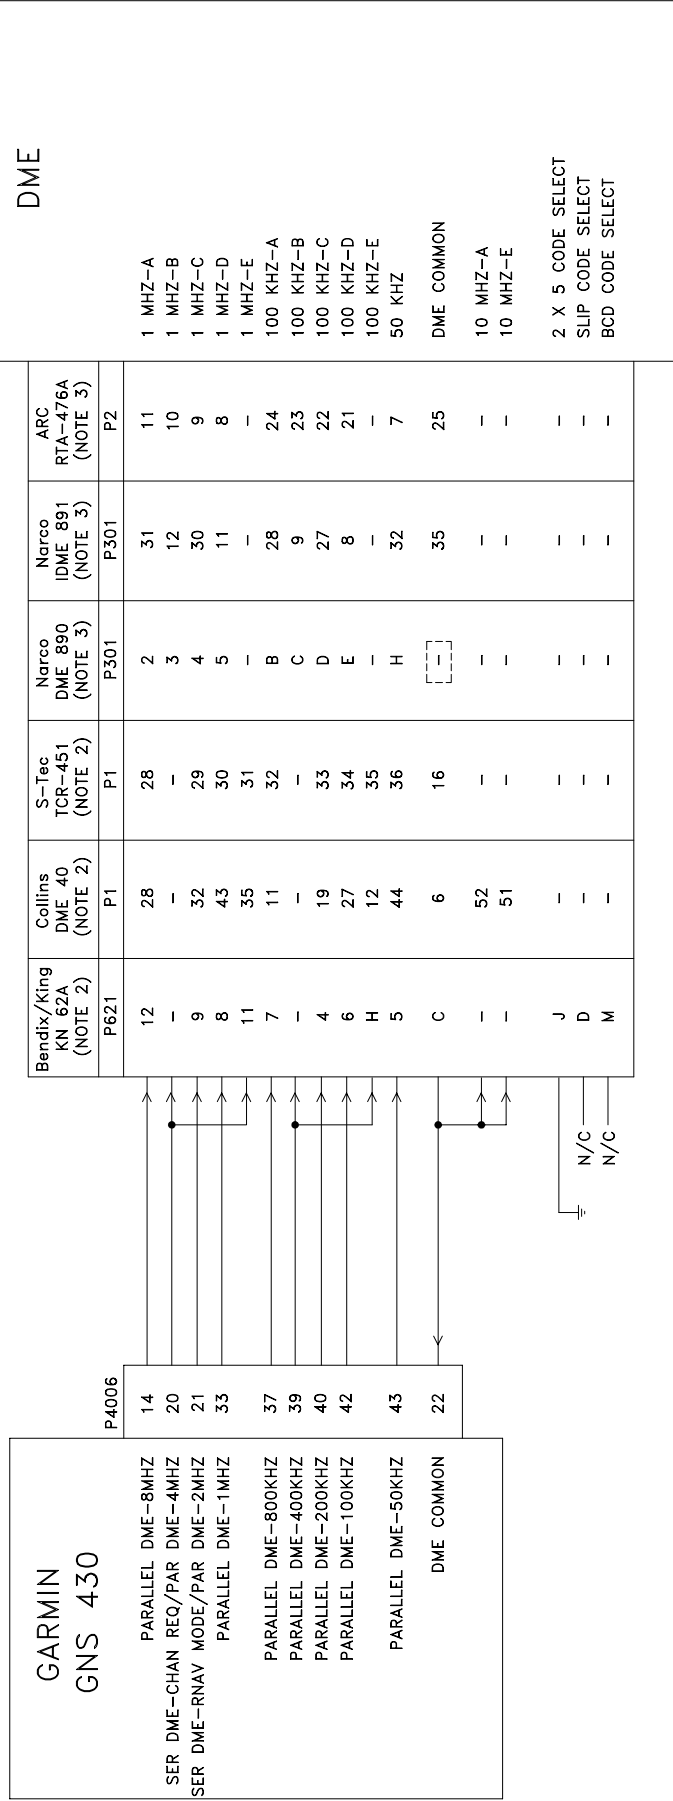 GARMIN
GNS 430
P4006
PARALLEL DME-8MHZ 14
SER DME-CHAN REQ/PAR DME-4MHZ 20
SER DME-RNAV MODE/PAR DME-2MHZ 21
PARALLEL DME-1MHZ 33
PARALLEL DME-800KHZ 37
PARALLEL DME-400KHZ 39
PARALLEL DME-200KHZ 40
PARALLEL DME-100KHZ 42
PARALLEL DME-50KHZ 43
DME COMMON 22
N/C
N/C
DME
Bendix/King Collins S-Tec Narco Narco ARC
KN 62A DME 40 TCR-451 DME 890 IDME 891 RTA-476A
(NOTE 2) (NOTE 2) (NOTE 2) (NOTE 3) (NOTE 3) (NOTE 3)
P621 P1 P1 P301 P301 P2
12 28 28 2 31 11 1 MHZ-A
- - - 3 12 10 1 MHZ-B
9 32 29 4 30 9 1 MHZ-C
8 43 30 5 11 8 1 MHZ-D
11 35 31 - - - 1 MHZ-E
7 11 32 B 28 24 100 KHZ-A
- - - C 9 23 100 KHZ-B
4 19 33 D 27 22 100 KHZ-C
6 27 34 E 8 21 100 KHZ-D
H 12 35 - - - 100 KHZ-E
5 44 36 H 32 7 50 KHZ
C 6 16 - 35 25 DME COMMON
- 52 - - - - 10 MHZ-A
- 51 - - - - 10 MHZ-E
J - - - - - 2 X 5 CODE SELECT
D - - - - - SLIP CODE SELECT
M - - - - - BCD CODE SELECT